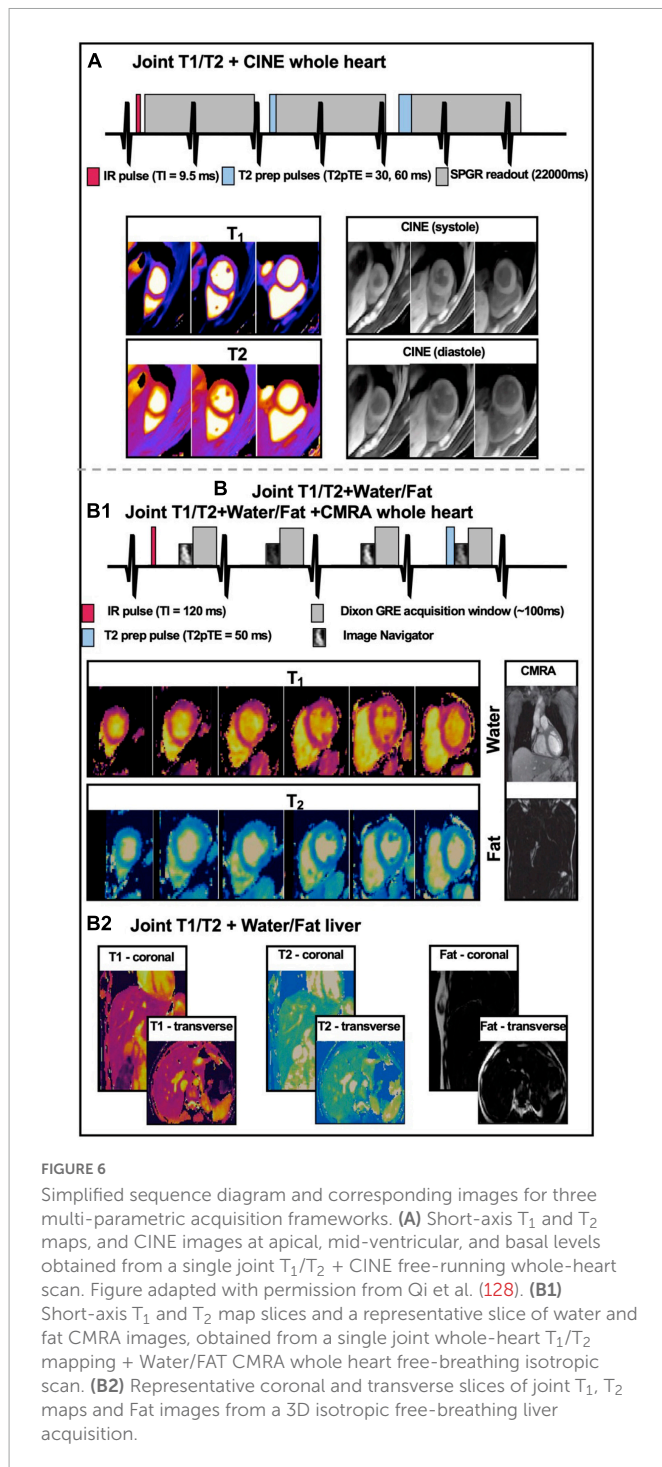 A Joint T1/T2 + CINE whole heart
IR pulse (TI = 9.5 ms) T2 prep pulses (T2pTE = 30, 60 ms) SPGR readout (22000ms)
T1 CINE (systole)
T2 CINE (diastole)
B Joint T1/T2+Water/Fat
B1 Joint T1/T2+Water/Fat +CMRA whole heart
IR pulse (TI = 120 ms) Dixon GRE acquisition window (~100ms)
T2 prep pulse (T2pTE = 50 ms) Image Navigator
T1 CMRA
Water
T2
Fat
B2 Joint T1/T2 + Water/Fat liver
T1 - coronal T2 - coronal Fat - coronal
T1 - transverse T2 - transverse Fat - transverse
FIGURE 6
Simplified sequence diagram and corresponding images for three
multi-parametric acquisition frameworks. (A) Short-axis T1 and T2
maps, and CINE images at apical, mid-ventricular, and basal levels
obtained from a single joint T1/T2 + CINE free-running whole-heart
scan. Figure adapted with permission from Qi et al. (128). (B1)
Short-axis T1 and T2 map slices and a representative slice of water and
fat CMRA images, obtained from a single joint whole-heart T1/T2
mapping + Water/FAT CMRA whole heart free-breathing isotropic
scan. (B2) Representative coronal and transverse slices of joint T1, T2
maps and Fat images from a 3D isotropic free-breathing liver
acquisition.